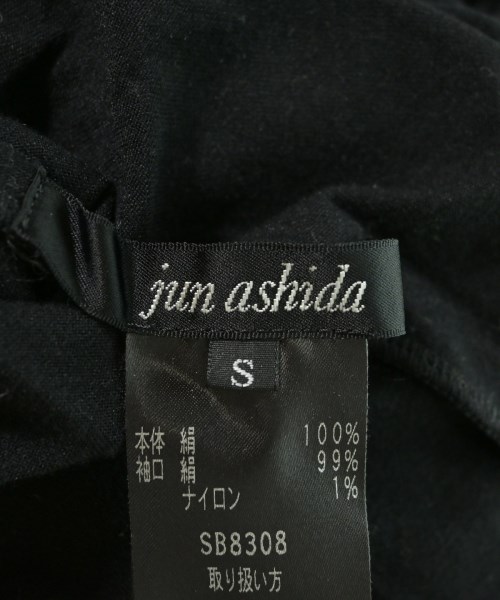 jun ashida
S
本体 絹 100%
袖口 絹 99%
ナイロン 1%
SB8308
取り扱い方